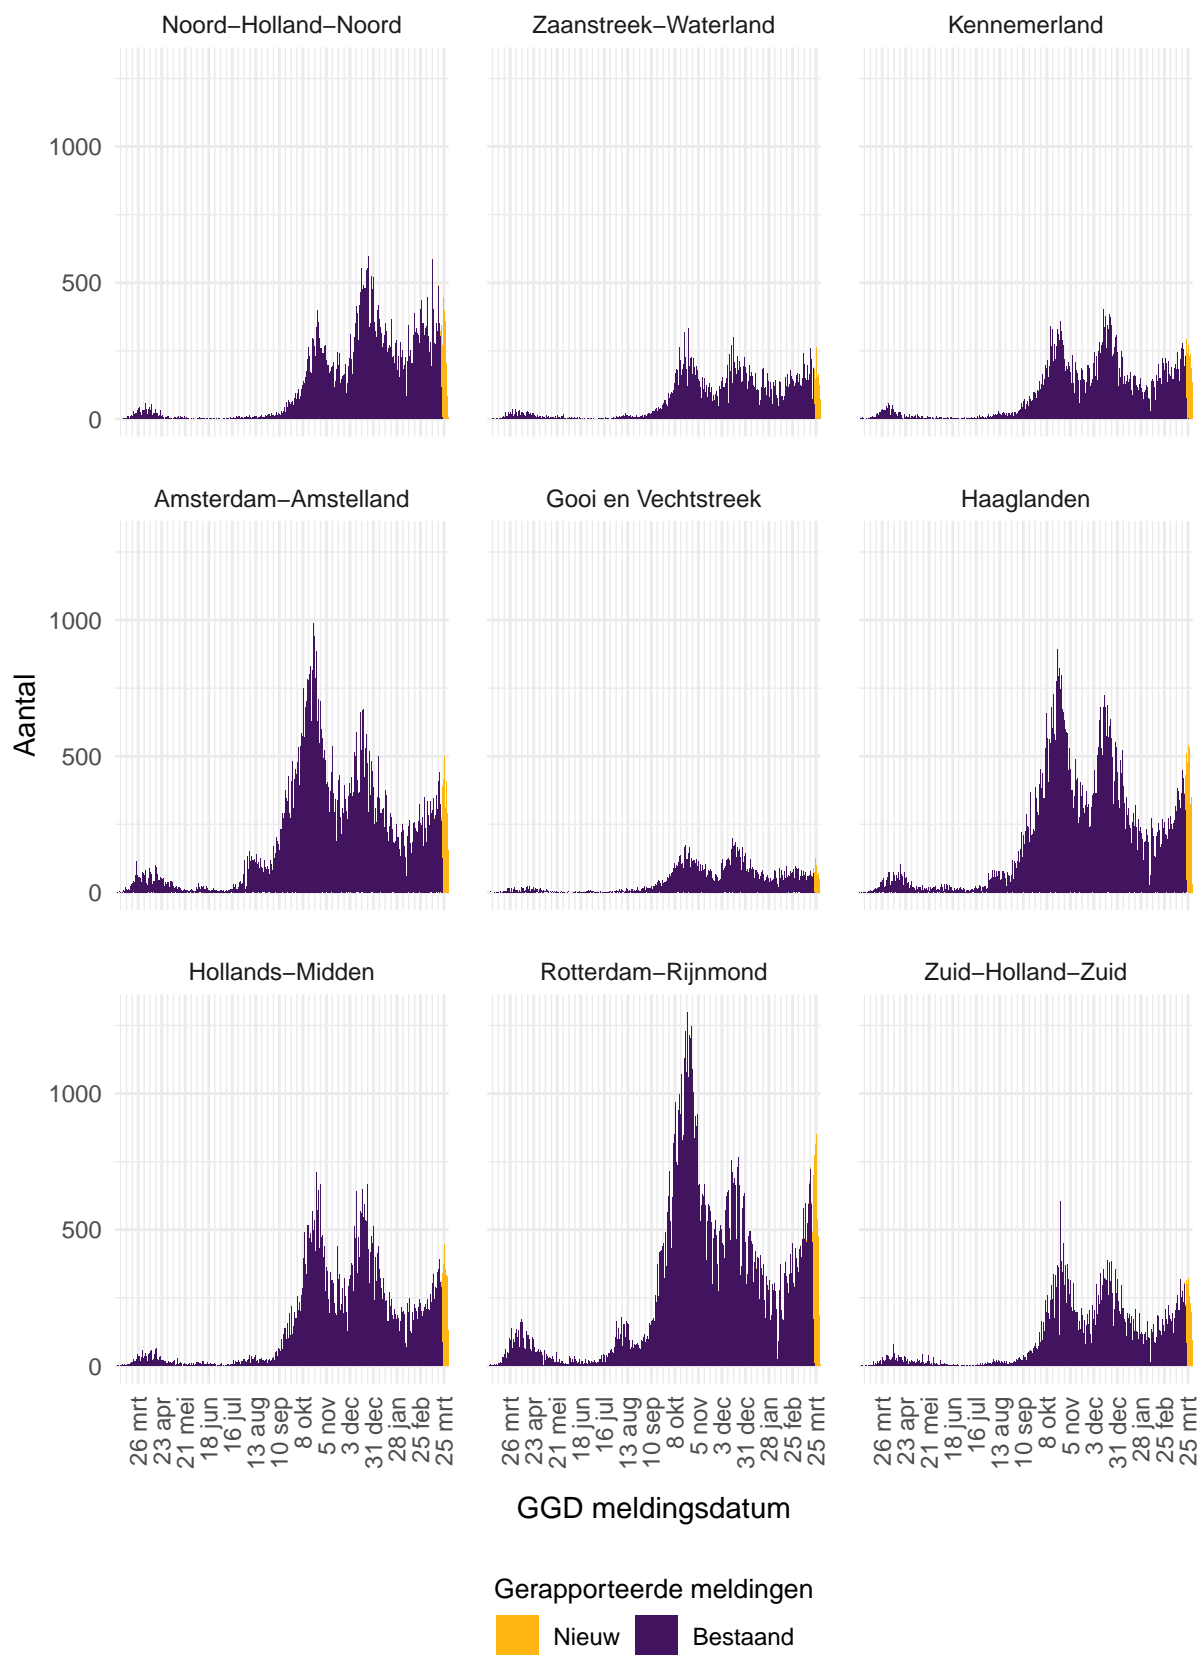 Noord−Holland−Noord Zaanstreek−Waterland Kennemerland
1000
500
0
Amsterdam−Amstelland Gooi en Vechtstreek Haaglanden
1000
500
0
Aantal
Hollands−Midden Rotterdam−Rijnmond Zuid−Holland−Zuid
1000
500
0
26 mrt 23 apr 21 mei 18 jun 16 jul 13 aug 10 sep 8 okt 5 nov 3 dec 31 dec 28 jan 25 feb 25 mrt
26 mrt 23 apr 21 mei 18 jun 16 jul 13 aug 10 sep 8 okt 5 nov 3 dec 31 dec 28 jan 25 feb 25 mrt
26 mrt 23 apr 21 mei 18 jun 16 jul 13 aug 10 sep 8 okt 5 nov 3 dec 31 dec 28 jan 25 feb 25 mrt
GGD meldingsdatum
Gerapporteerde meldingen
Nieuw Bestaand